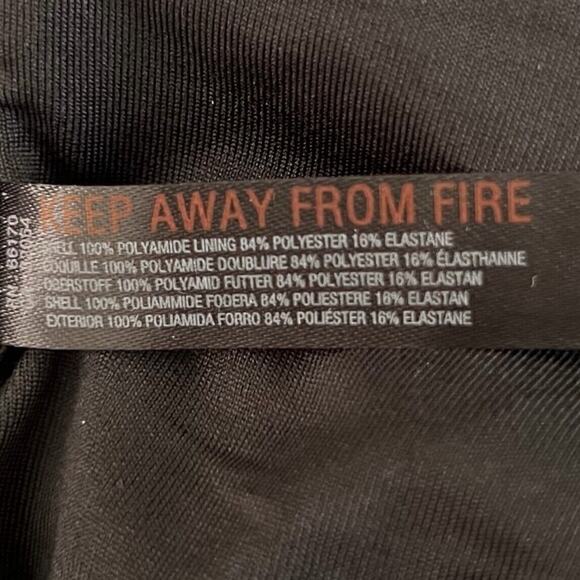 KEEP AWAY FROM FIRE
SHELL 100% POLYAMIDE LINING 84% POLYESTER 16% ELASTANE
COQUILLE 100% POLYAMIDE DOUBLURE 84% POLYESTER 16% ÉLASTHANNE
OBERSTOFF 100% POLYAMID FUTTER 84% POLYESTER 16% ELASTAN
SHELL 100% POLIAMMIDE FODERA 84% POLIESTERE 16% ELASTAN
EXTERIOR 100% POLIAMIDA FORRO 84% POLIÉSTER 16% ELASTANE
66170